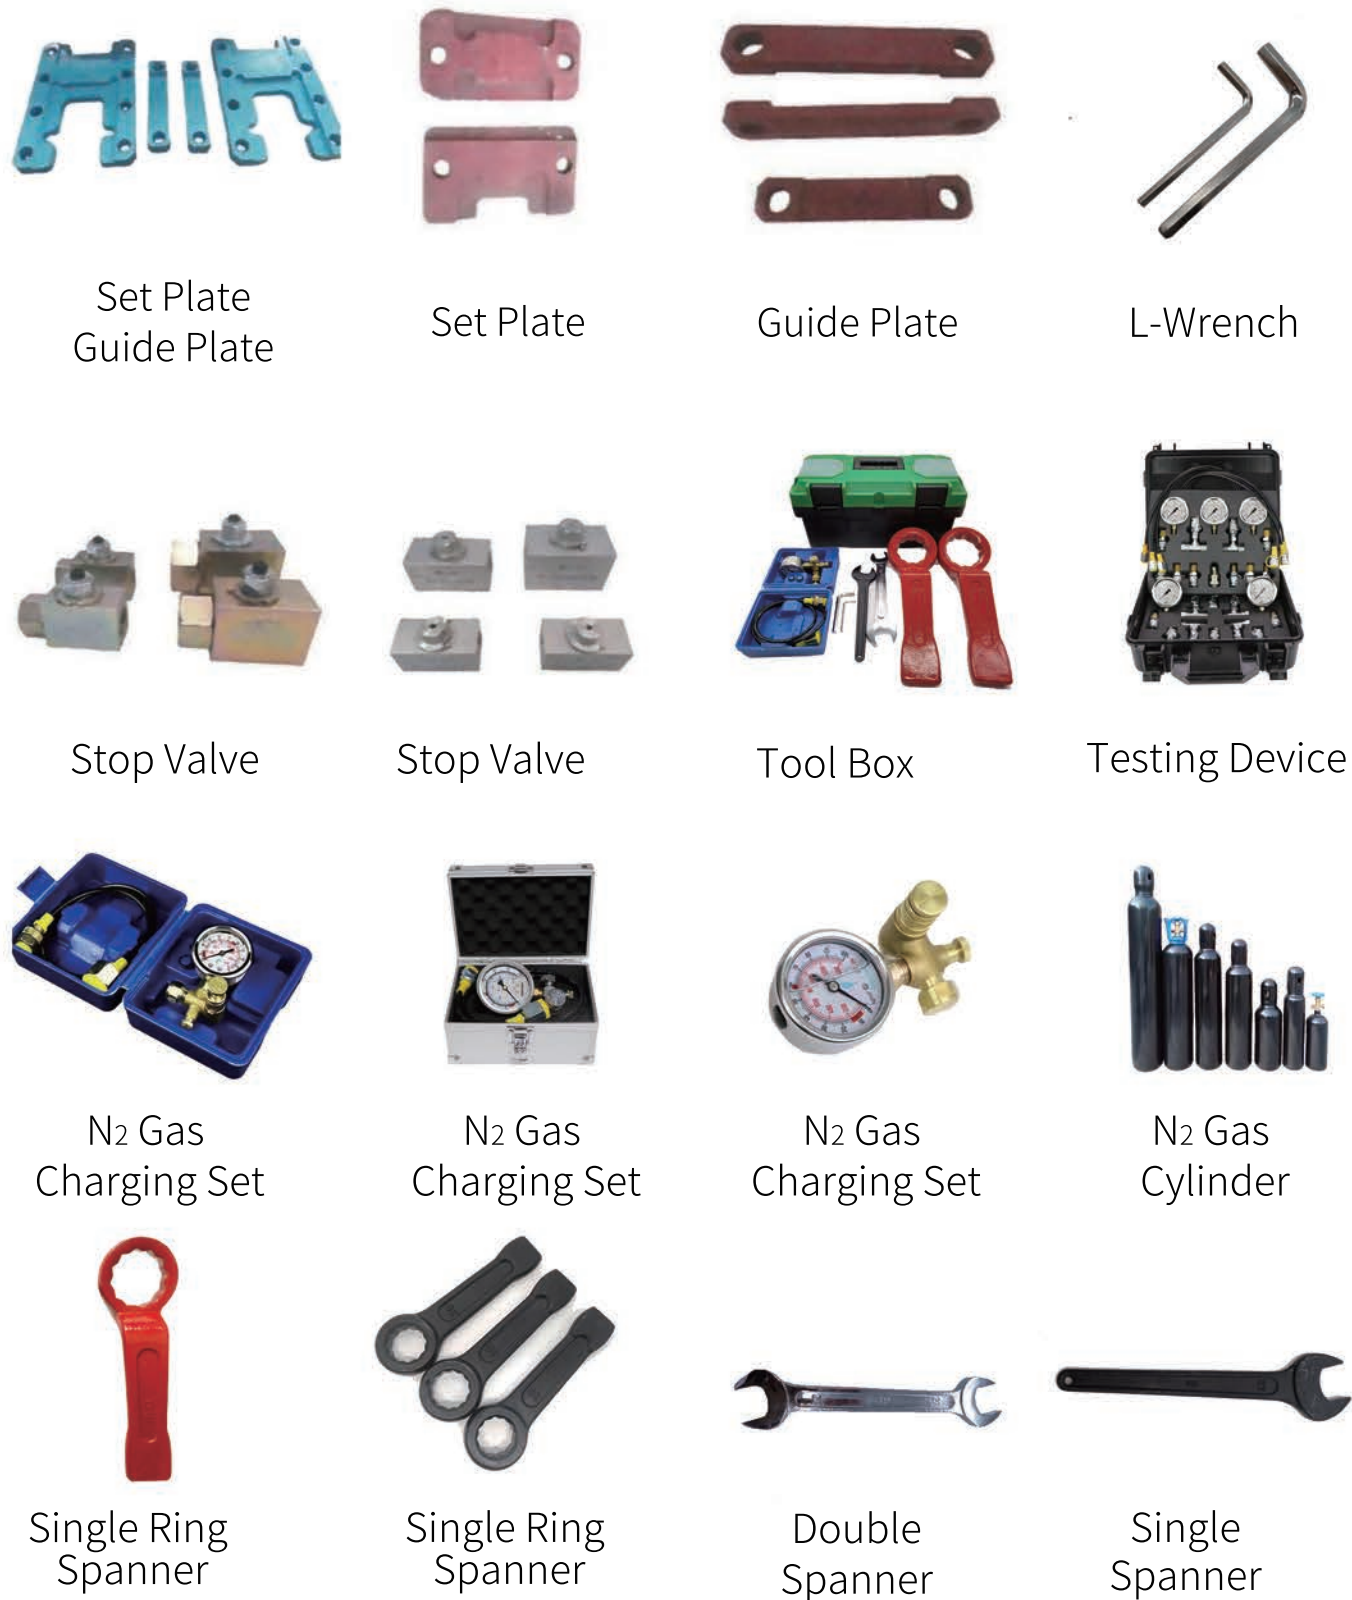 Set Plate
Guide Plate
Set Plate
Guide Plate
L-Wrench
Stop Valve
Stop Valve
Tool Box
Testing Device
N2 Gas
Charging Set
N2 Gas
Charging Set
N2 Gas
Charging Set
N2 Gas
Cylinder
Single Ring
Spanner
Single Ring
Spanner
Double
Spanner
Single
Spanner